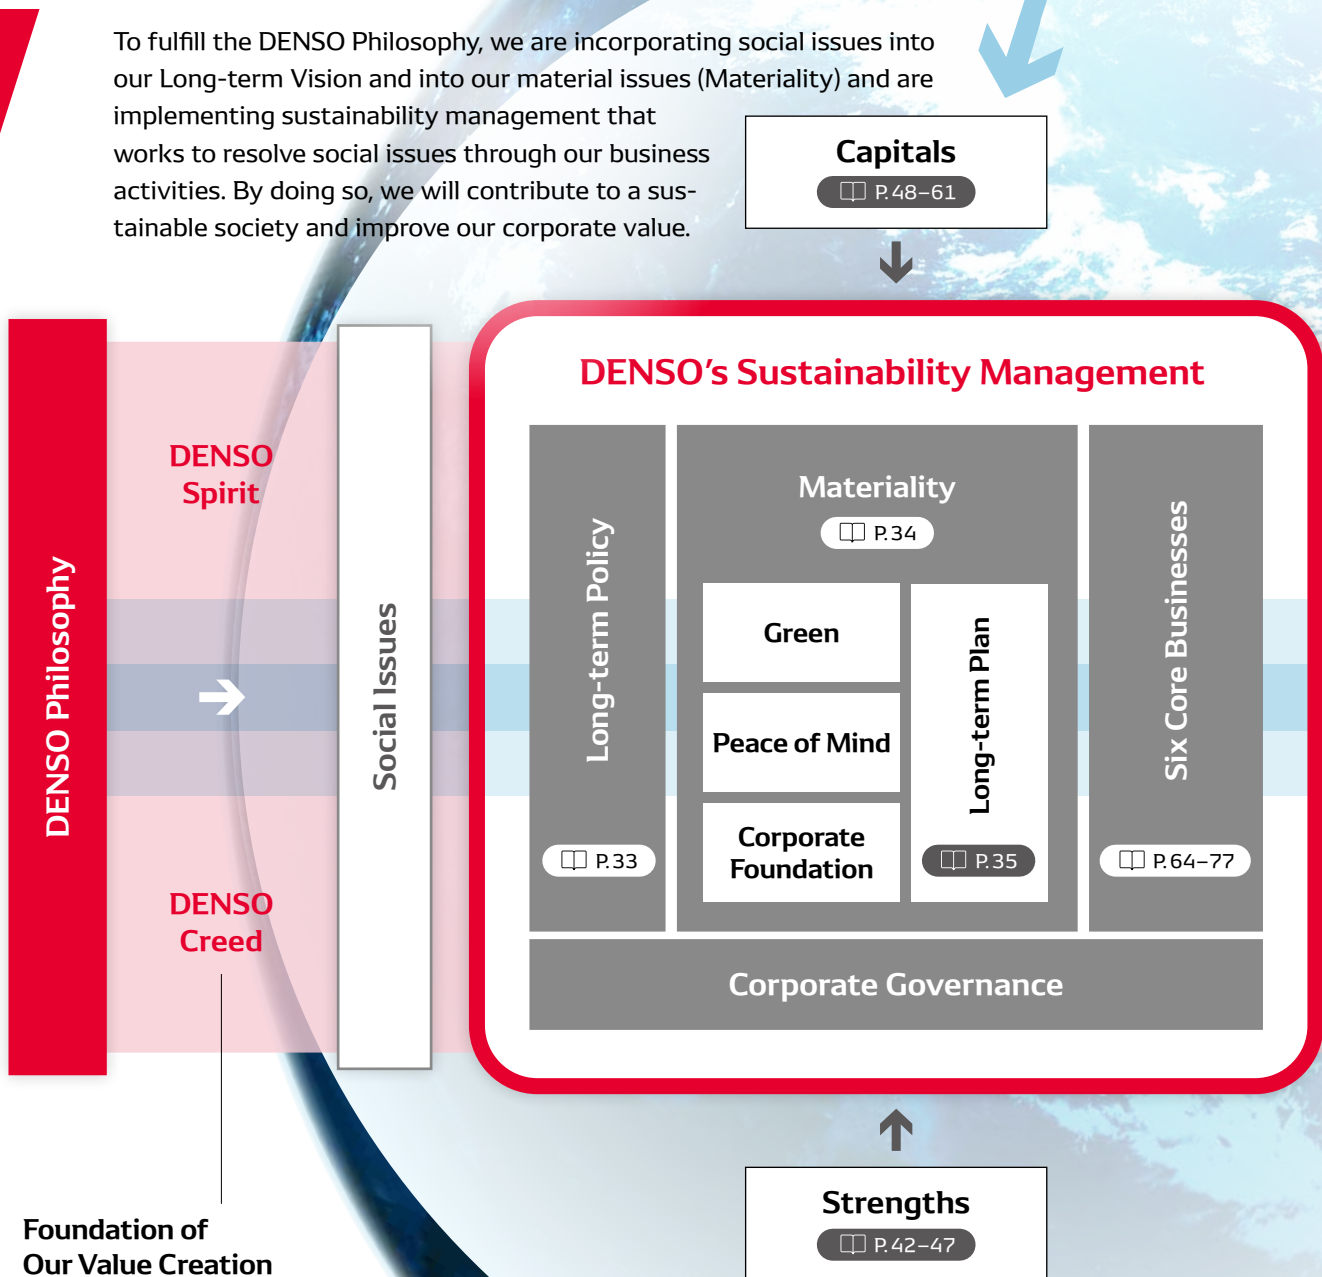 To fulfill the DENSO Philosophy, we are incorporating social issues into
our Long-term Vision and into our material issues (Materiality) and are
implementing sustainability management that
works to resolve social issues through our business
activities. By doing so, we will contribute to a sus-
tainable society and improve our corporate value.
Capitals
P.48–61
DENSO Philosophy
DENSO
Spirit
DENSO
Creed
Foundation of
Our Value Creation
Social Issues
DENSO's Sustainability Management
Long-term Policy
P.33
Materiality
P.34
Green
Peace of Mind
Corporate
Foundation
Long-term Plan
P.35
Six Core Businesses
P.64–77
Corporate Governance
Strengths
P.42–47